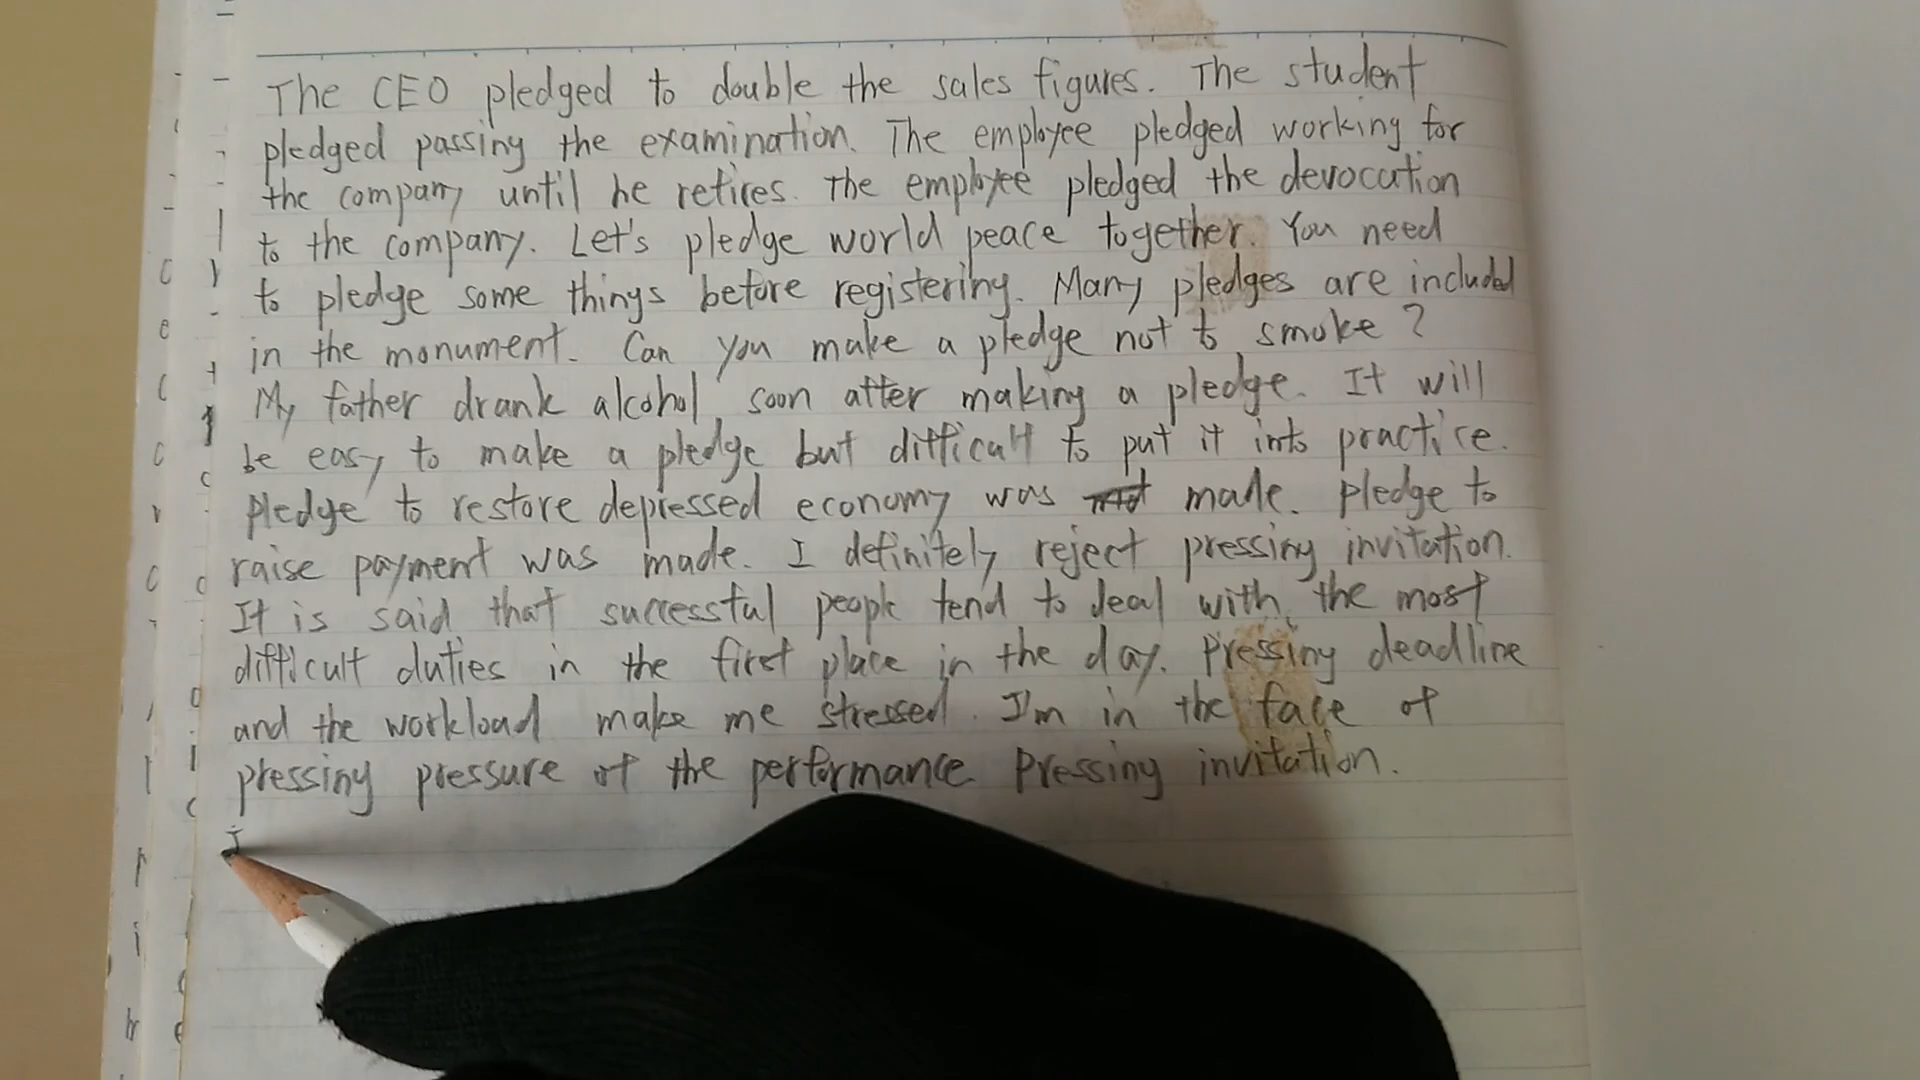 The CEO pledged to double the sales figures. The student
pledged passing the examination. The employee pledged working for
the company until he retires. The employee pledged the devocation
to the company. Let's pledge world peace together. You need
to pledge some things before registering. Many pledges are included
in the monument. Can you make a pledge not to smoke?
My father drank alcohol soon after making a pledge. It will
be easy to make a pledge but difficult to put it into practice.
Pledge to restore depressed economy was made. Pledge to
raise payment was made. I definitely reject pressing invitation.
It is said that successful people tend to deal with the most
difficult duties in the first place in the day. Pressing deadline
and the workload make me stressed. I'm in the face of
pressing pressure of the performance. Pressing invitation.